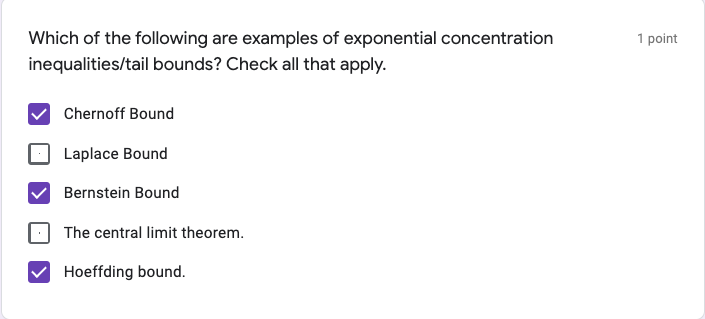 Which of the following are examples of exponential concentration
1 point
inequalities/tail bounds? Check all that apply.
Chernoff Bound
Laplace Bound
Bernstein Bound
The central limit theorem.
Hoeffding bound.